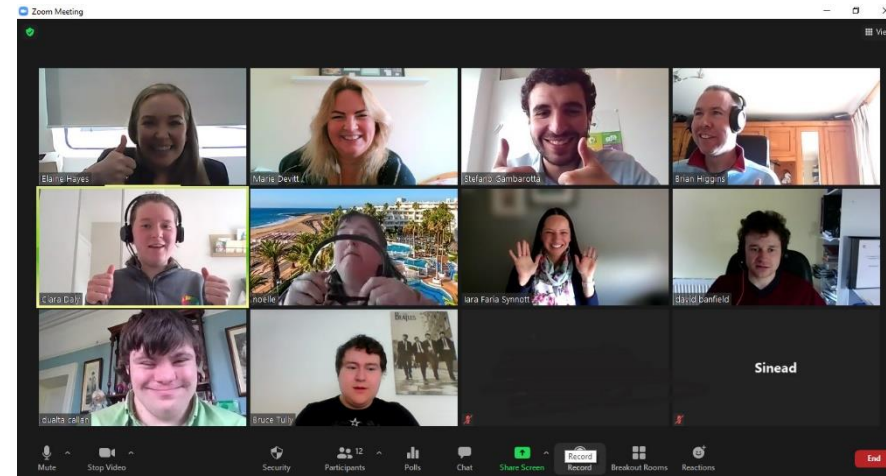 Zoom Meeting
View
Elaine Hayes
Marie Devitt
Stefano Gambarotta
Brian Higgins
Ciara Daly
noelle
iara Faria Synnott
david banfield
Beatles
dualta callan
Bruce Tully
Sinead
Mute
Stop Video
Security
12
Participants
Polls
Chat
Share Screen
Record
Record
Breakout Rooms
Reactions
End